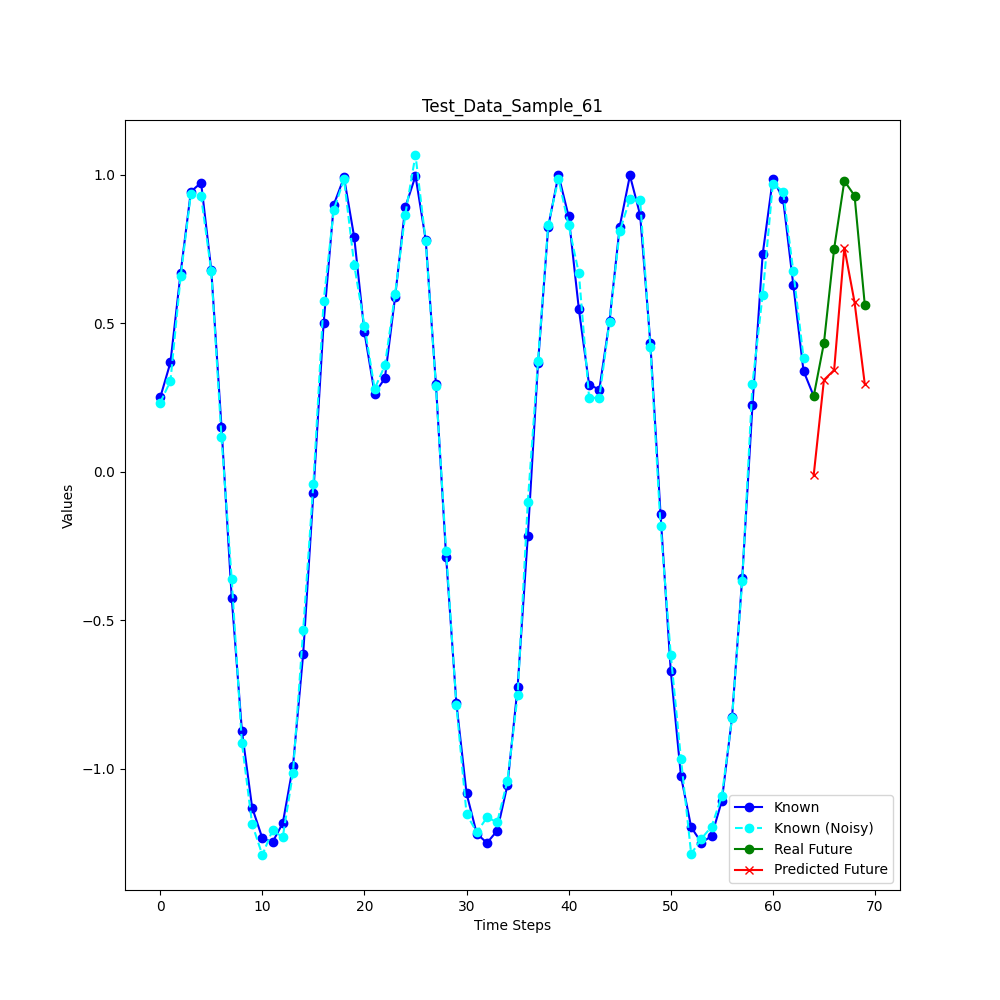 Test_Data_Sample_61
Values
1.0
0.5
0.0
−0.5
−1.0
0 10 20 30 40 50 60 70
Time Steps
Known
Known (Noisy)
Real Future
Predicted Future